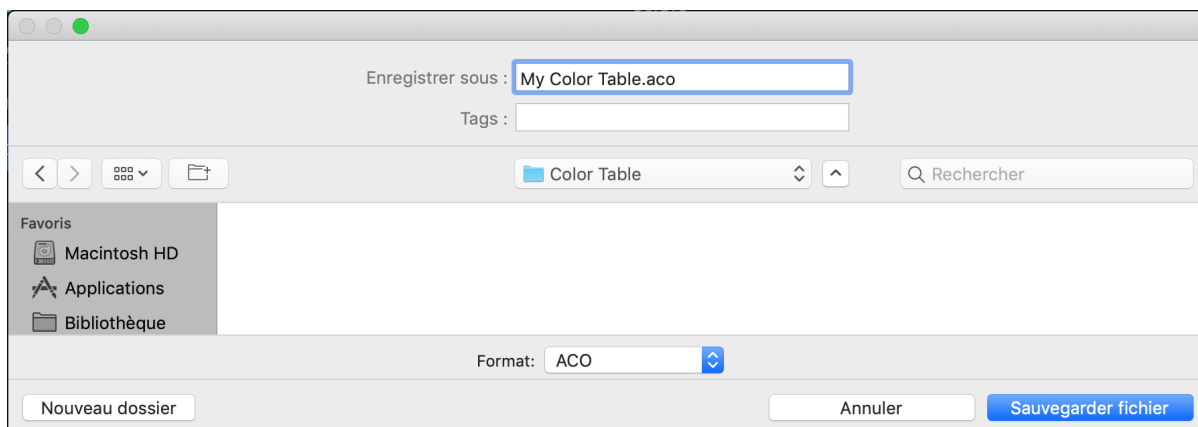 Enregistrer sous : My Color Table.aco
Tags :
Color Table
Rechercher
Favoris
Macintosh HD
Applications
Bibliothèque
Format: ACO
Nouveau dossier
Annuler
Sauvegarder fichier